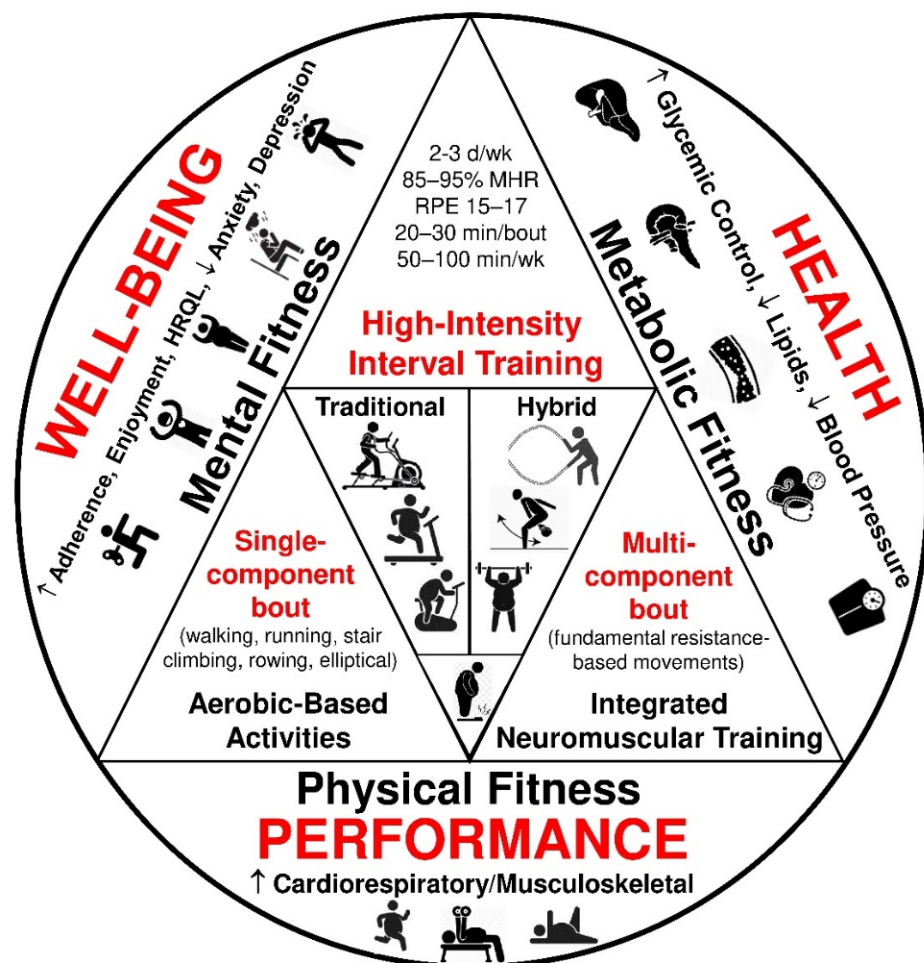 WELL-BEING
↑ Adherence, Enjoyment, HRQL, ↓ Anxiety, Depression
Mental Fitness
2-3 d/wk
85–95% MHR
RPE 15–17
20–30 min/bout
50–100 min/wk
High-Intensity
Interval Training
HEALTH
↑ Glycemic Control, ↓ Lipids, ↓ Blood Pressure
Metabolic Fitness
Traditional
Hybrid
Single-
component
bout
(walking, running, stair
climbing, rowing, elliptical)
Aerobic-Based
Activities
Multi-
component
bout
(fundamental resistance-
based movements)
Integrated
Neuromuscular Training
Physical Fitness
PERFORMANCE
↑ Cardiorespiratory/Musculoskeletal